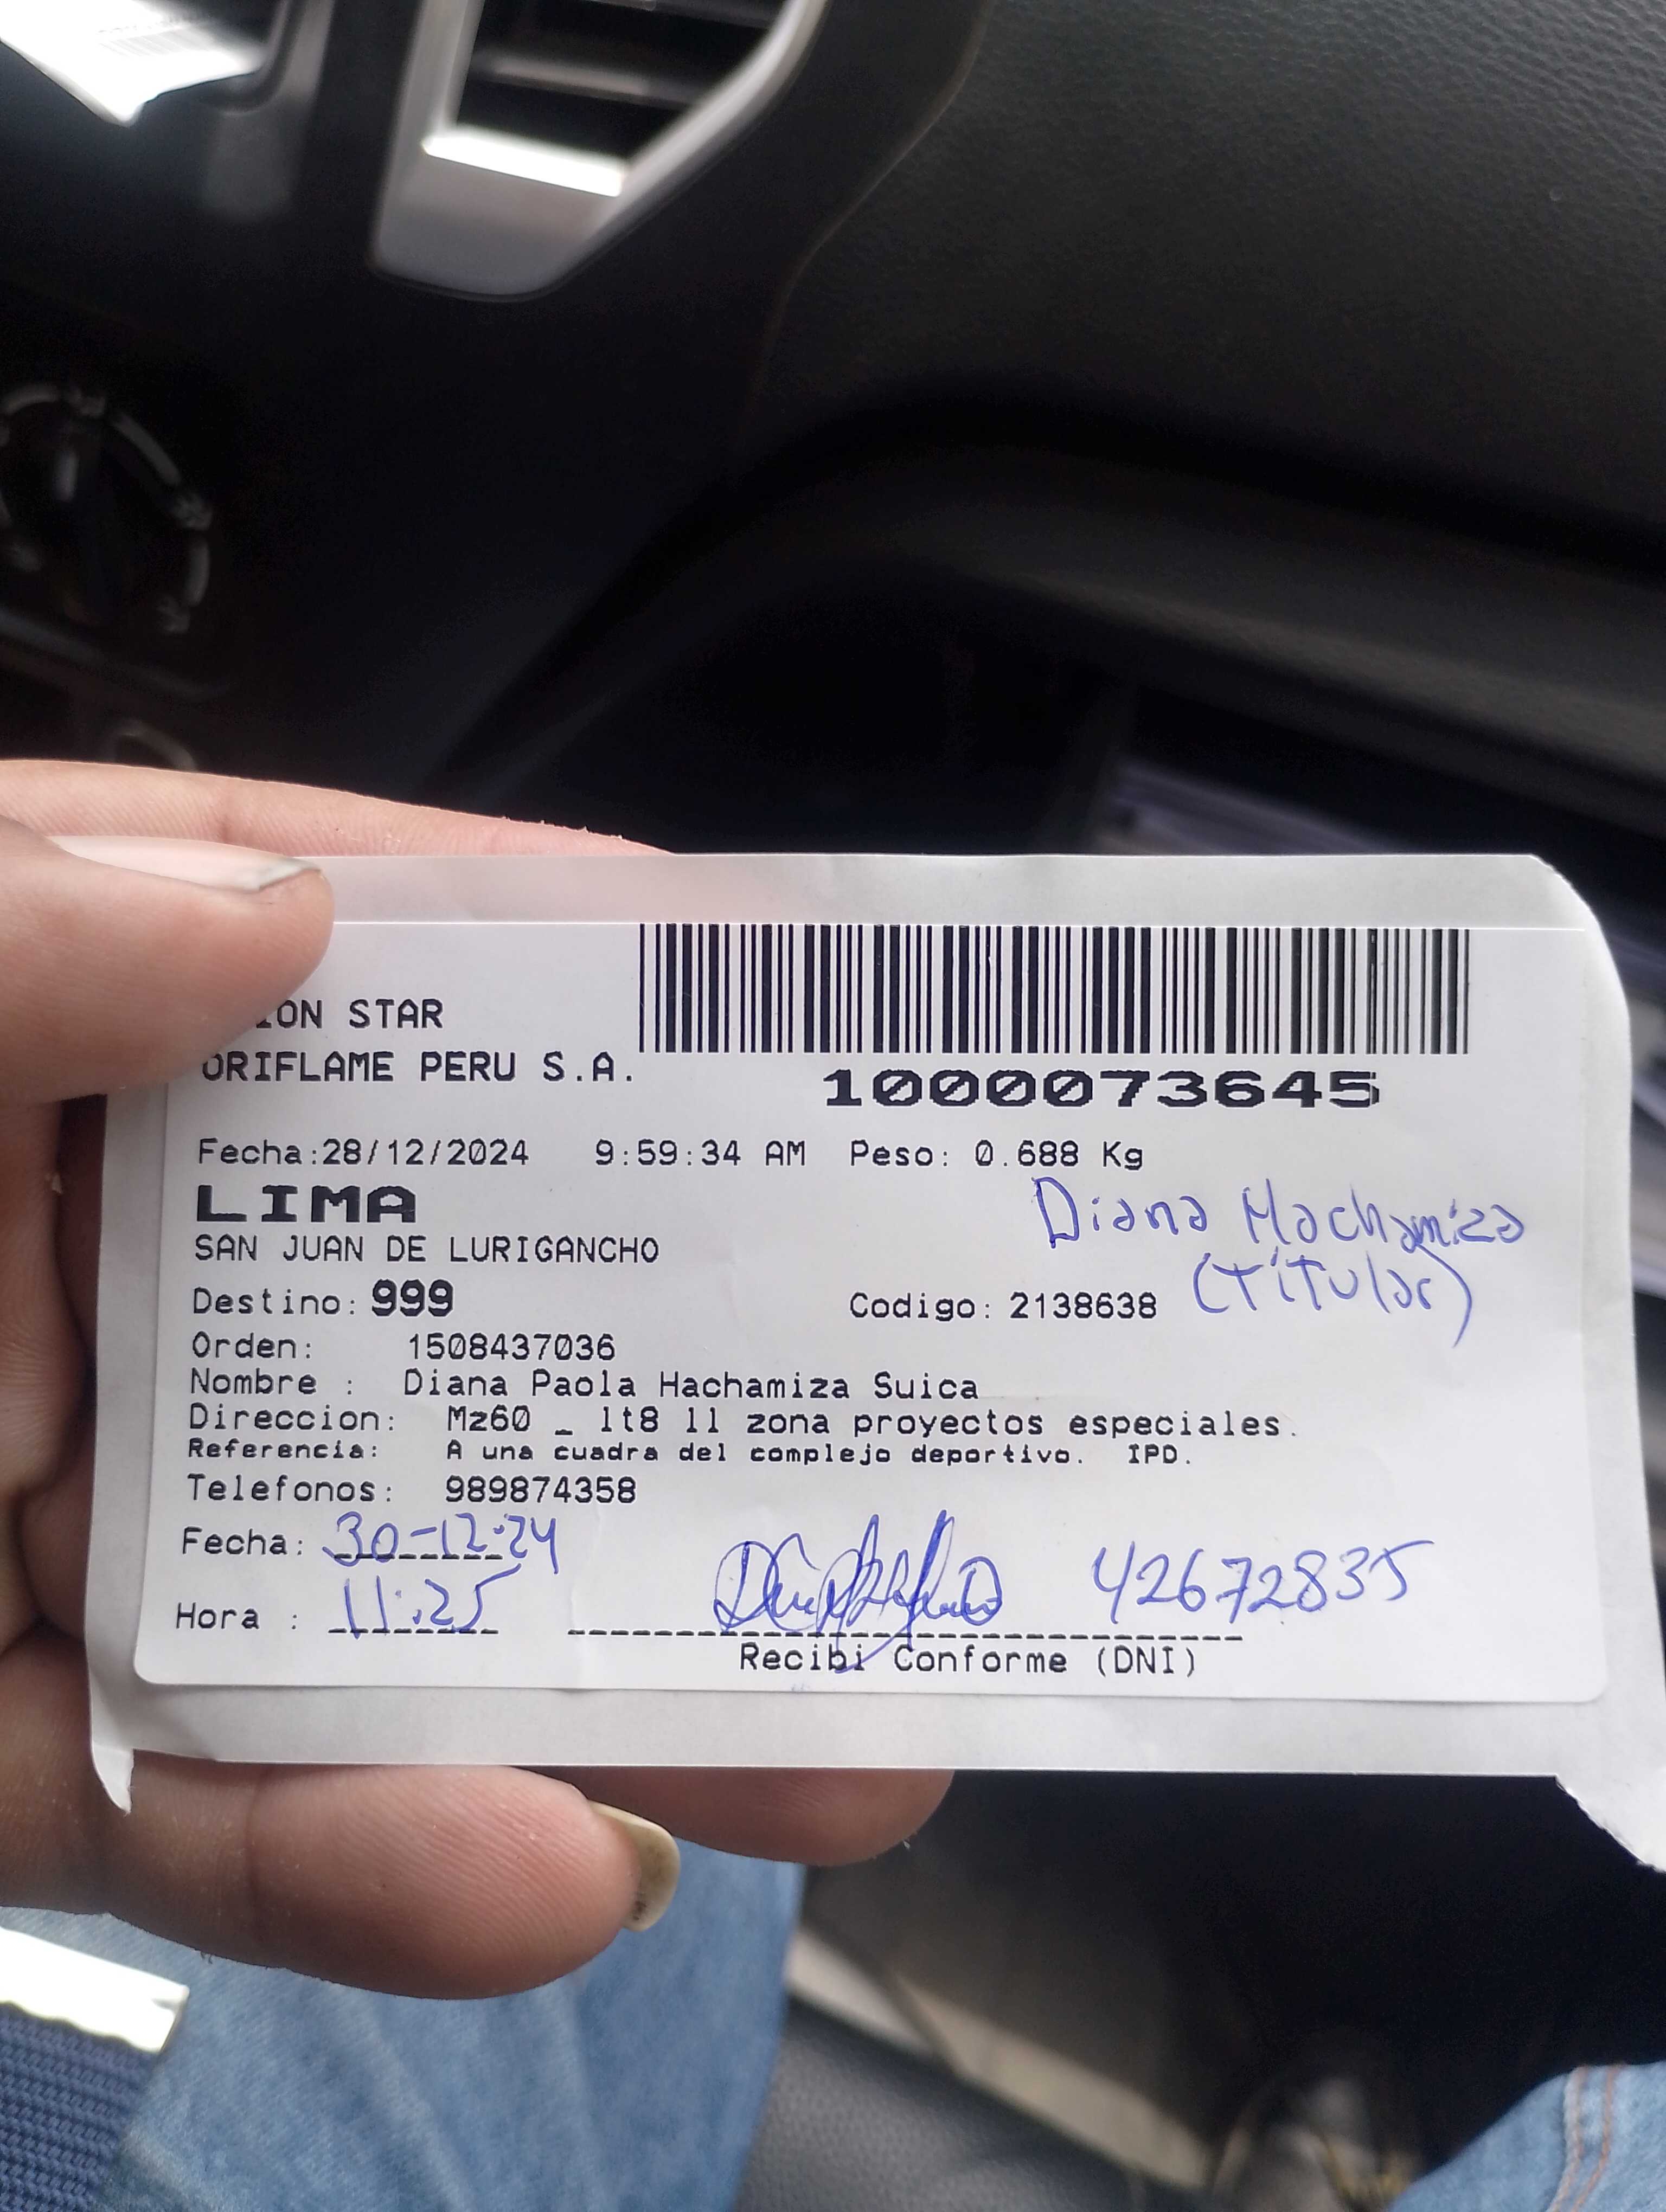 STAR
ORIFLAME PERU S.A.
1000073645
Fecha:28/12/2024 9:59:34 AM Peso: 0.688 Kg
LIMA
Diana Hachamiza
SAN JUAN DE LURIGANCHO
(Titular)
Destino: 999 Codigo: 2138638
Orden: 1508437036
Nombre : Diana Paola Hachamiza Suica
Direccion: Mz60 _ lt8 11 zona proyectos especiales.
Referencia: A una cuadra del complejo deportivo. IPD.
Telefonos: 989874358
Fecha: 30-12-24
Hora : 11:25 42672835
Recibi Conforme (DNI)